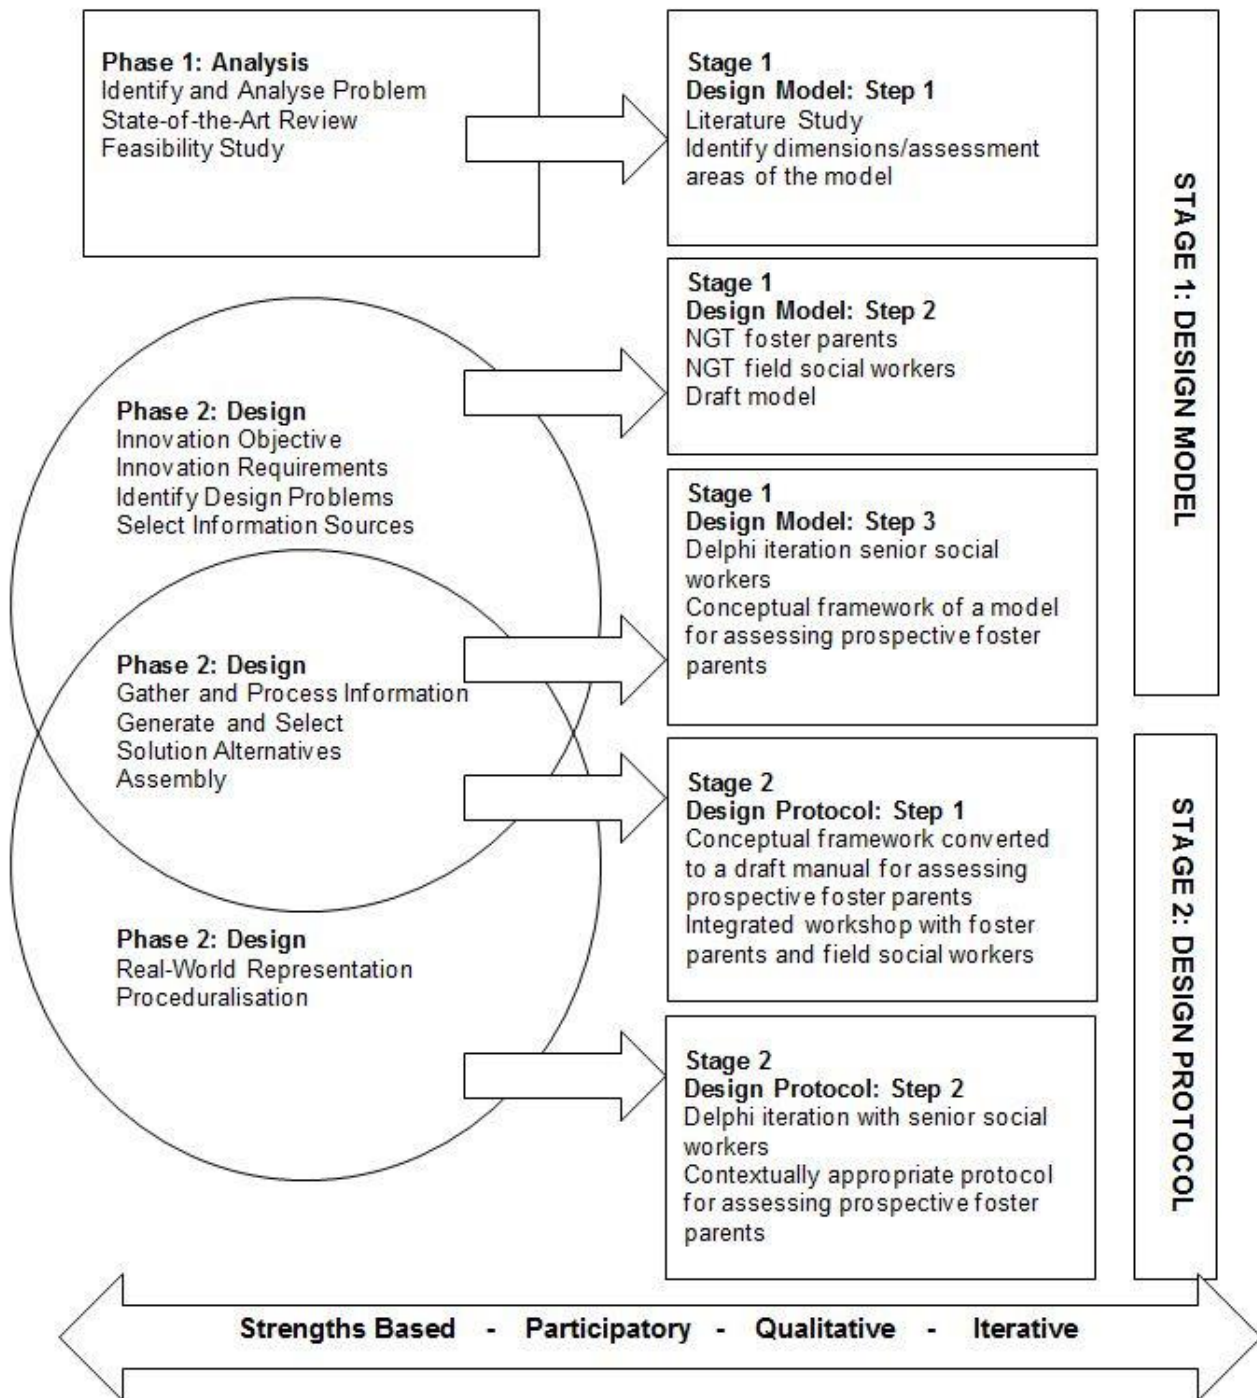 Phase 1: Analysis
Identify and Analyse Problem
State-of-the-Art Review
Feasibility Study
Stage 1
Design Model: Step 1
Literature Study
Identify dimensions/assessment
areas of the model
Phase 2: Design
Innovation Objective
Innovation Requirements
Identify Design Problems
Select Information Sources
Stage 1
Design Model: Step 2
NGT foster parents
NGT field social workers
Draft model
Stage 1
Design Model: Step 3
Delphi iteration senior social
workers
Conceptual framework of a model
for assessing prospective foster
parents
STAGE 1: DESIGN MODEL
Phase 2: Design
Gather and Process Information
Generate and Select
Solution Alternatives
Assembly
Stage 2
Design Protocol: Step 1
Conceptual framework converted
to a draft manual for assessing
prospective foster parents
Integrated workshop with foster
parents and field social workers
Phase 2: Design
Real-World Representation
Proceduralisation
Stage 2
Design Protocol: Step 2
Delphi iteration with senior social
workers
Contextually appropriate protocol
for assessing prospective foster
parents
STAGE 2: DESIGN PROTOCOL
Strengths Based - Participatory - Qualitative - Iterative